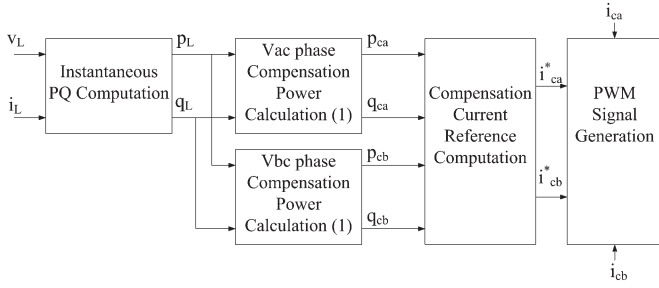 i_ca
v_L
i_L
Instantaneous
PQ Computation
p_L
q_L
Vac phase
Compensation
Power
Calculation (1)
p_ca
q_ca
Vbc phase
Compensation
Power
Calculation (1)
p_cb
q_cb
Compensation
Current
Reference
Computation
i*_ca
i*_cb
PWM
Signal
Generation
i_cb